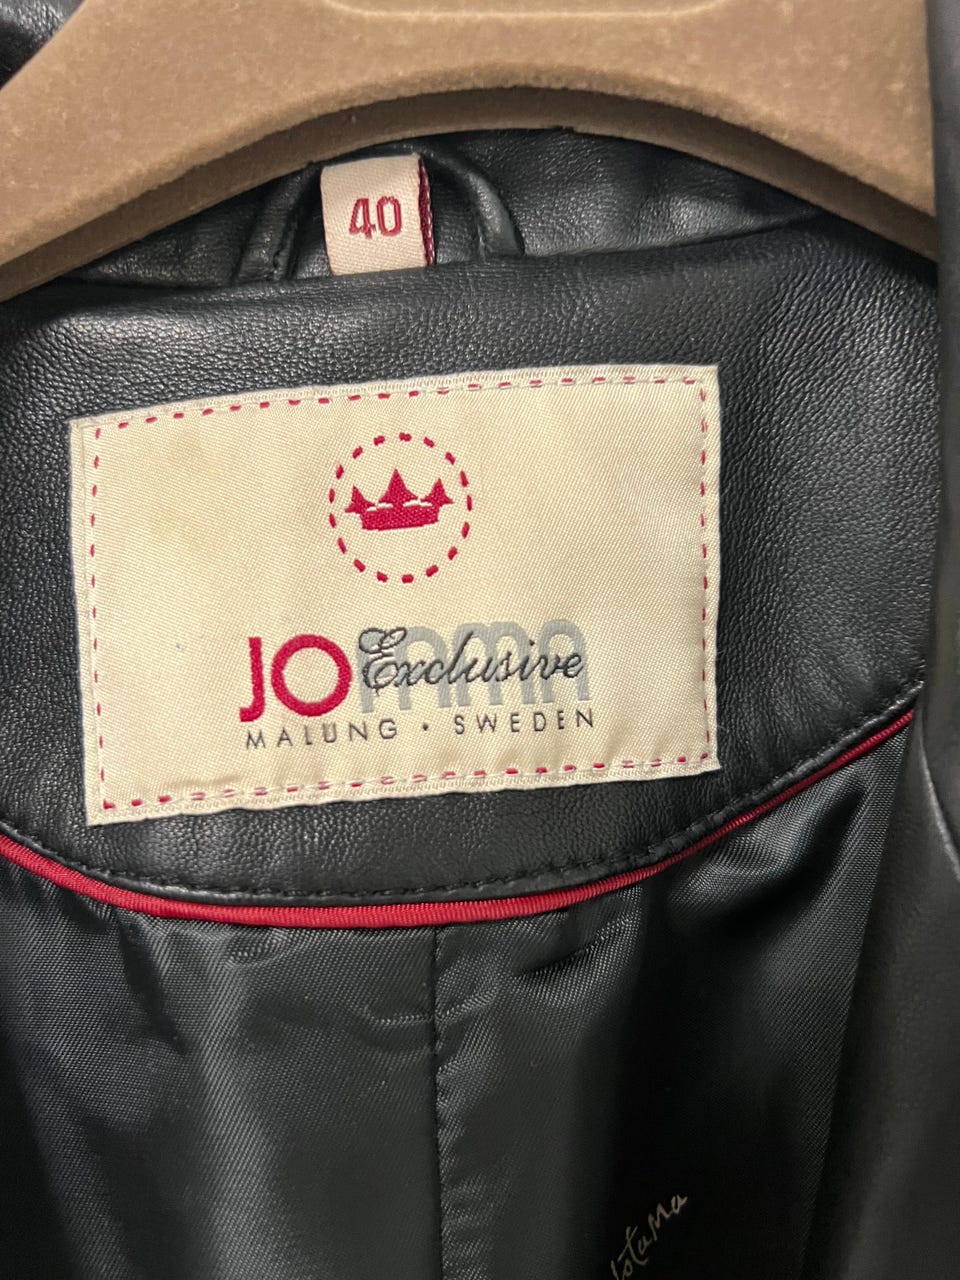 40
JOFAMA
Exclusive
MALUNG · SWEDEN